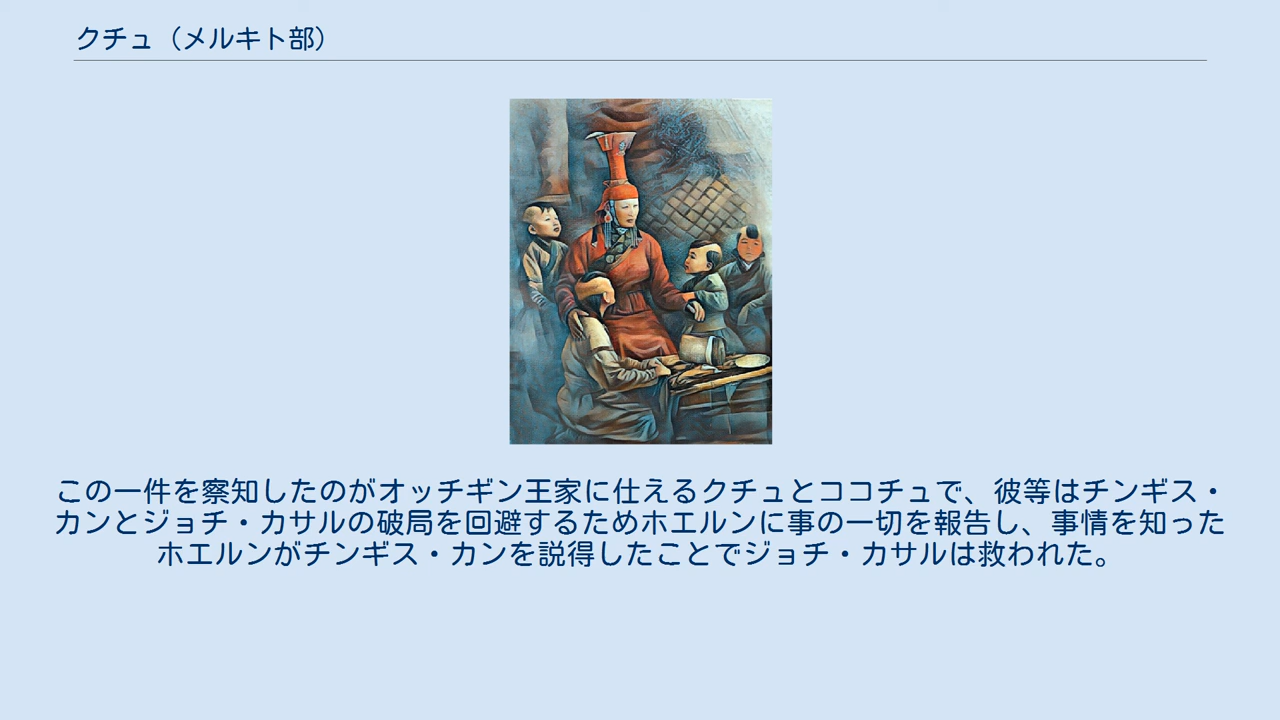 クチュ（メルキト部）
この一件を察知したのがオッチギン王家に仕えるクチュとココチュで、彼等はチンギス・
カンとジョチ・カサルの破局を回避するためホエルンに事の一切を報告し、事情を知った
ホエルンがチンギス・カンを説得したことでジョチ・カサルは救われた。